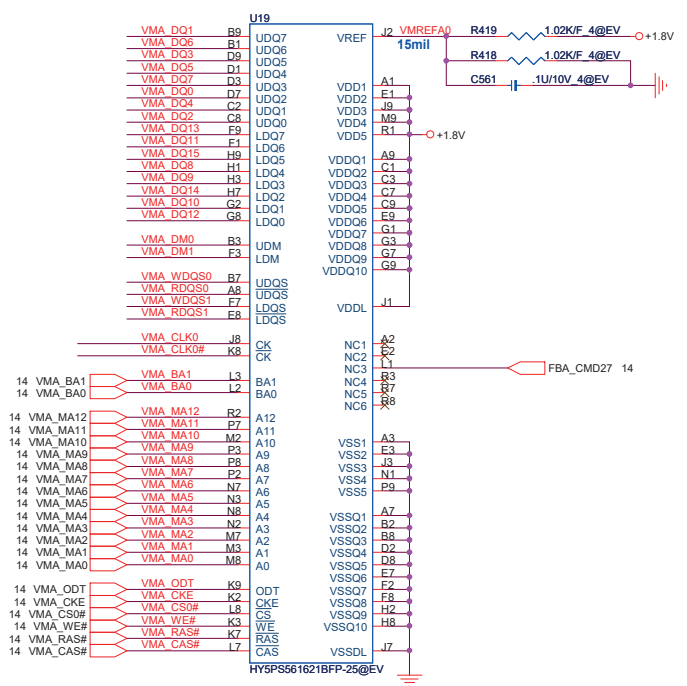 U19
VMA_DQ1 B9 UDQ7
VMA_DQ6 B1 UDQ6
VMA_DQ3 D9 UDQ5
VMA_DQ5 D1 UDQ4
VMA_DQ7 D3 UDQ3
VMA_DQ0 D7 UDQ2
VMA_DQ4 C2 UDQ1
VMA_DQ2 C8 UDQ0
VMA_DQ13 F9 LDQ7
VMA_DQ11 F1 LDQ6
VMA_DQ15 H9 LDQ5
VMA_DQ8 H1 LDQ4
VMA_DQ9 H3 LDQ3
VMA_DQ14 H7 LDQ2
VMA_DQ10 G2 LDQ1
VMA_DQ12 G8 LDQ0
VMA_DM0 B3 UDM
VMA_DM1 F3 LDM
VMA_WDQS0 B7 UDQS
VMA_RDQS0 A8 UDQS
VMA_WDQS1 F7 LDQS
VMA_RDQS1 E8 LDQS
VMA_CLK0 J8 CK
VMA_CLK0# K8 CK
14 VMA_BA1 VMA_BA1 L3 BA1
14 VMA_BA0 VMA_BA0 L2 BA0
14 VMA_MA12 VMA_MA12 R2 A12
14 VMA_MA11 VMA_MA11 P7 A11
14 VMA_MA10 VMA_MA10 M2 A10
14 VMA_MA9 VMA_MA9 P3 A9
14 VMA_MA8 VMA_MA8 P8 A8
14 VMA_MA7 VMA_MA7 P2 A7
14 VMA_MA6 VMA_MA6 N7 A6
14 VMA_MA5 VMA_MA5 N3 A5
14 VMA_MA4 VMA_MA4 N8 A4
14 VMA_MA3 VMA_MA3 N2 A3
14 VMA_MA2 VMA_MA2 M7 A2
14 VMA_MA1 VMA_MA1 M3 A1
14 VMA_MA0 VMA_MA0 M8 A0
14 VMA_ODT VMA_ODT K9 ODT
14 VMA_CKE VMA_CKE K2 CKE
14 VMA_CS0# VMA_CS0# L8 CS
14 VMA_WE# VMA_WE# K3 WE
14 VMA_RAS# VMA_RAS# K7 RAS
14 VMA_CAS# VMA_CAS# L7 CAS
VREF J2 VMREFA0 R419 1.02K/F_4@EV +1.8V
15mil
R418 1.02K/F_4@EV
C561 .1U/10V_4@EV
VDD1 A1
VDD2 E1
VDD3 J9
VDD4 M9
VDD5 R1 +1.8V
VDDQ1 A9
VDDQ2 C1
VDDQ3 C3
VDDQ4 C7
VDDQ5 C9
VDDQ6 E9
VDDQ7 G1
VDDQ8 G3
VDDQ9 G7
VDDQ10 G9
VDDL J1
NC1 A2
NC2 E2
NC3 L1 FBA_CMD27 14
NC4 R3
NC5 R7
NC6 R8
VSS1 A3
VSS2 E3
VSS3 J3
VSS4 N1
VSS5 P9
VSSQ1 A7
VSSQ2 B2
VSSQ3 B8
VSSQ4 D2
VSSQ5 D8
VSSQ6 E7
VSSQ7 F2
VSSQ8 F8
VSSQ9 H2
VSSQ10 H8
VSSDL J7
HY5PS561621BFP-25@EV